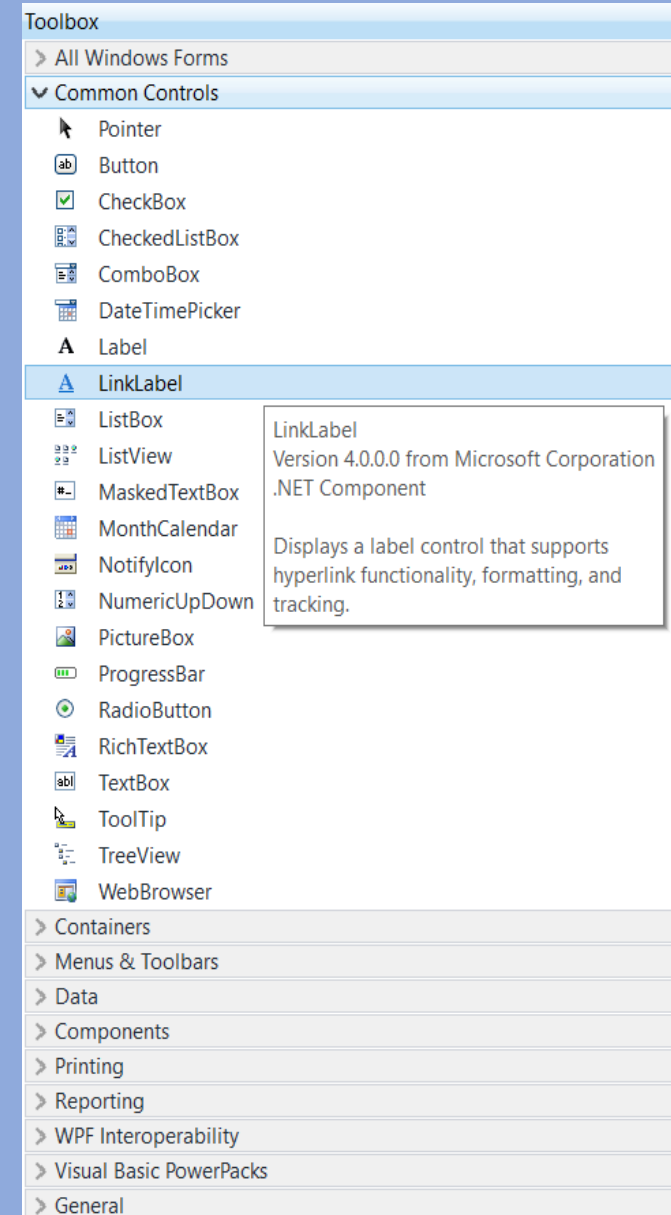 Toolbox
All Windows Forms
Common Controls
Pointer
ab Button
CheckBox
CheckedListBox
ComboBox
DateTimePicker
A Label
A LinkLabel
ListBox
ListView
#_ MaskedTextBox
MonthCalendar
NotifyIcon
NumericUpDown
PictureBox
ProgressBar
RadioButton
RichTextBox
abl TextBox
ToolTip
TreeView
WebBrowser
LinkLabel
Version 4.0.0.0 from Microsoft Corporation
.NET Component
Displays a label control that supports
hyperlink functionality, formatting, and
tracking.
Containers
Menus & Toolbars
Data
Components
Printing
Reporting
WPF Interoperability
Visual Basic PowerPacks
General